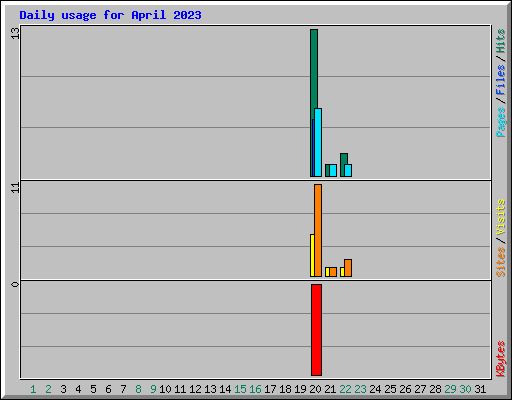 Daily usage for April 2023
13
Pages / Files / Hits
11
Sites / Visits
0
KBytes
1 2 3 4 5 6 7 8 9 10 11 12 13 14 15 16 17 18 19 20 21 22 23 24 25 26 27 28 29 30 31